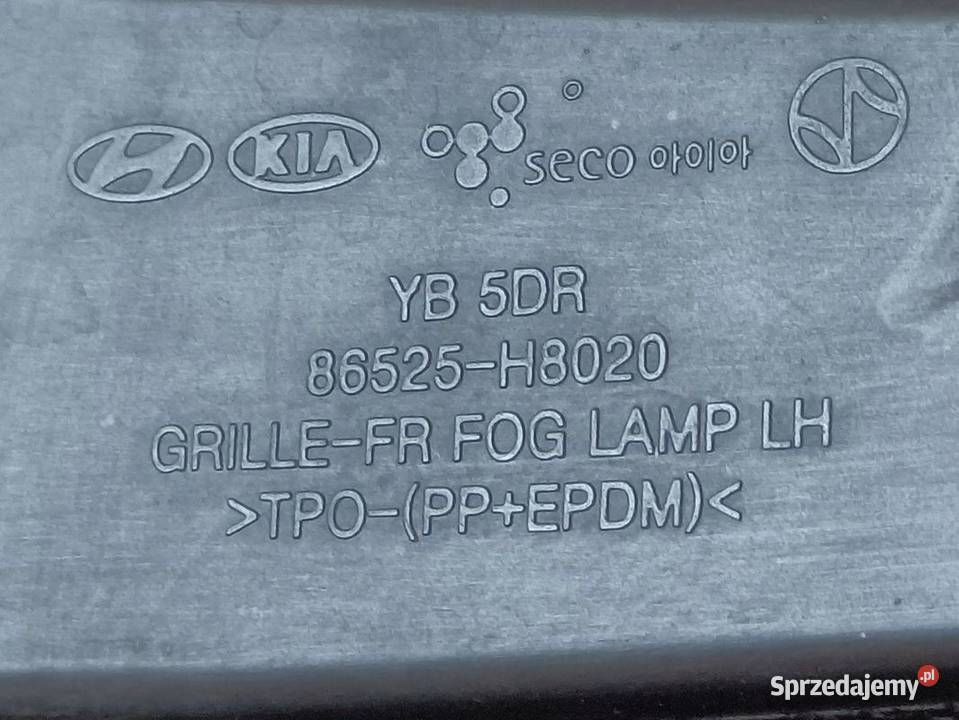 KIA seco 아이아
YB 5DR
86525-H8020
GRILLE-FR FOG LAMP LH
>TPO-(PP+EPDM)<
Sprzedajemy.pl